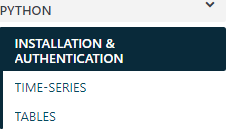 PYTHON
INSTALLATION &
AUTHENTICATION
TIME-SERIES
TABLES